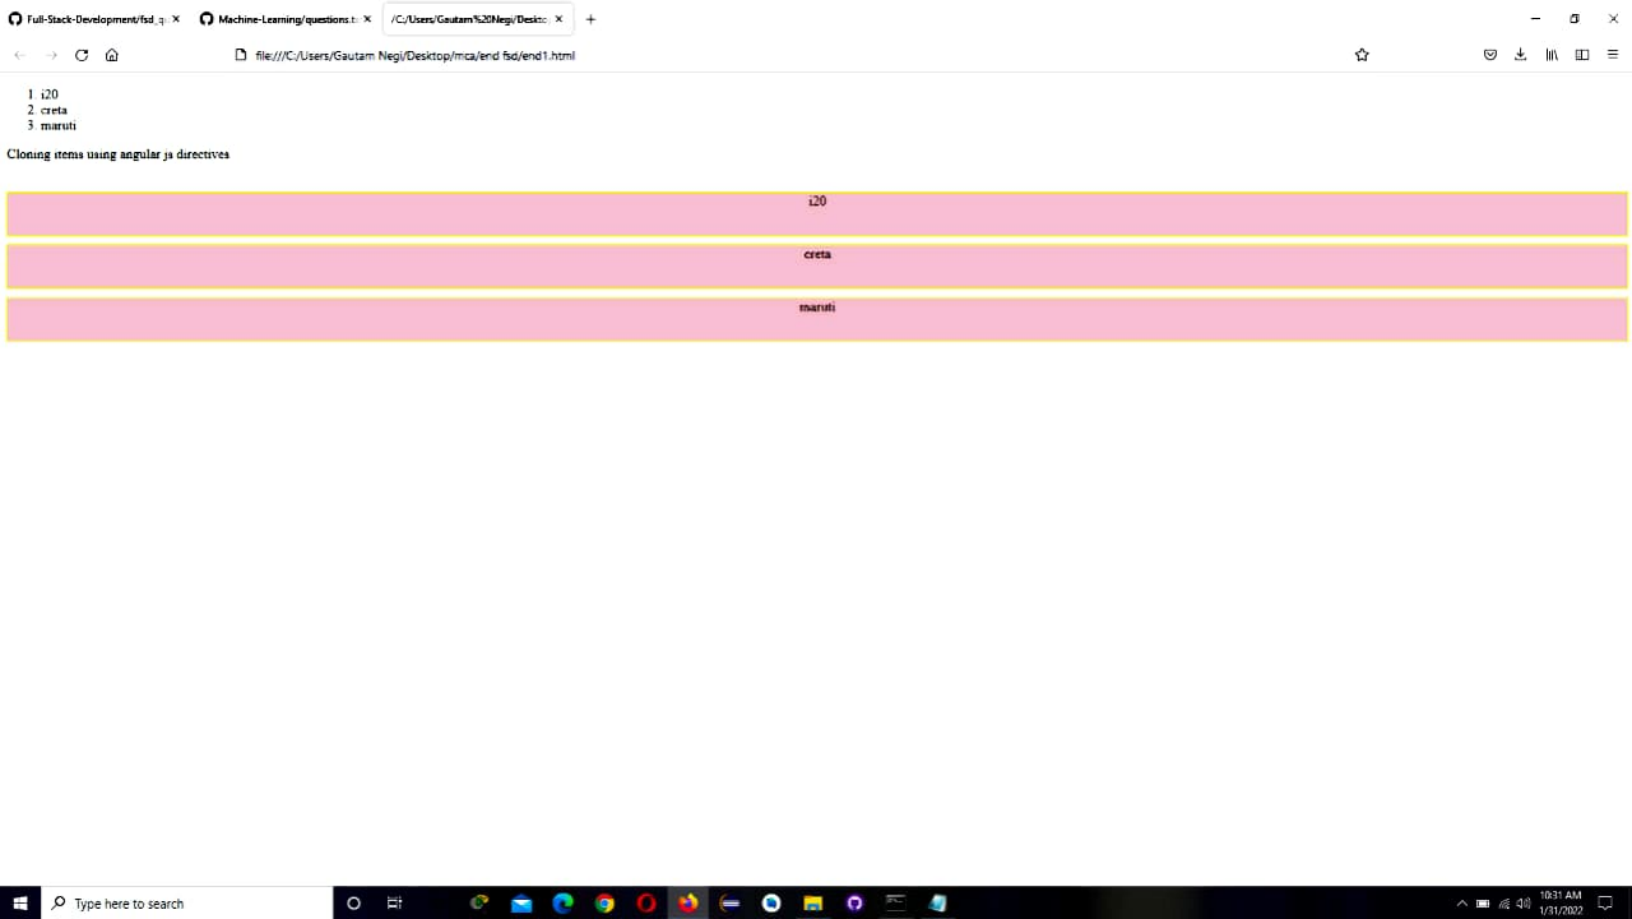 Full-Stack-Development/fsd_q
Machine-Learning/questions.t
/C:/Users/Gautam%20Negi/Deskto
file:///C:/Users/Gautam Negi/Desktop/mca/end fsd/end1.html
1. i20
2. creta
3. maruti
Cloning items using angular js directives
i20
creta
maruti
Type here to search
10:31 AM
1/31/2022